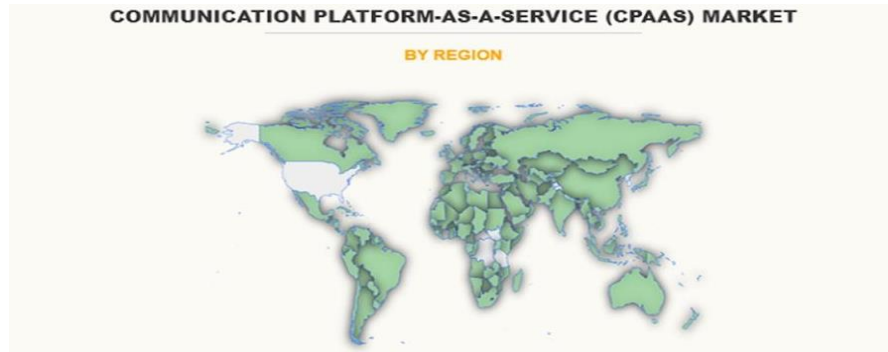 COMMUNICATION PLATFORM-AS-A-SERVICE (CPAAS) MARKET
BY REGION